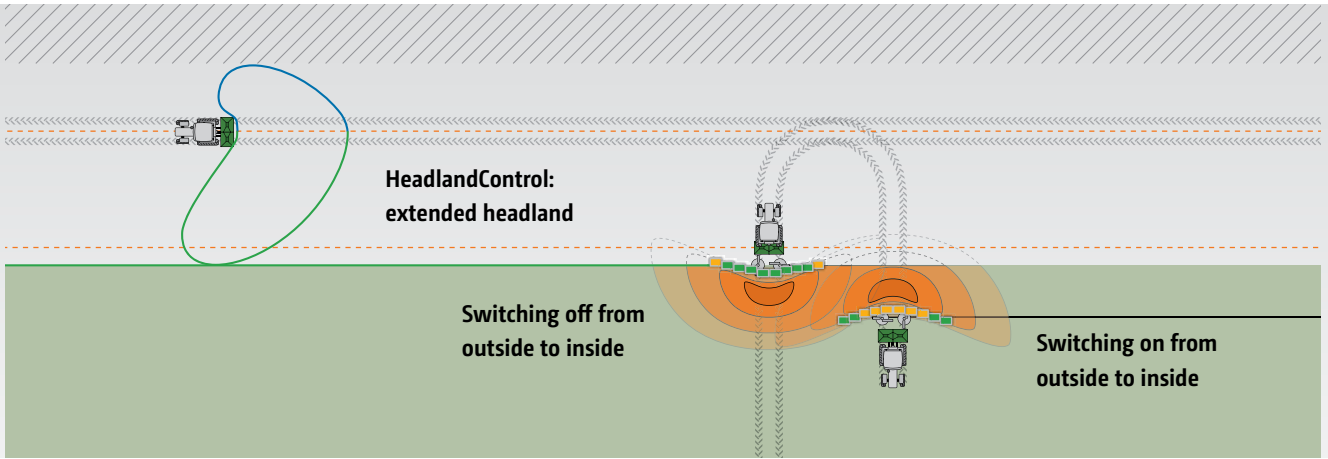 HeadlandControl:
extended headland
Switching off from
outside to inside
Switching on from
outside to inside